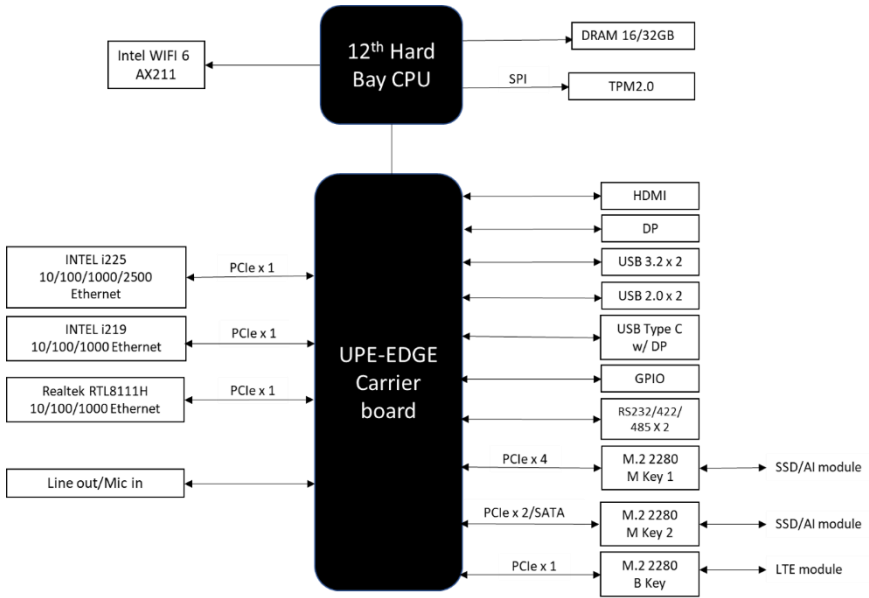 12th Hard
Bay CPU
Intel WIFI 6
AX211
DRAM 16/32GB
SPI
TPM2.0
UPE-EDGE
Carrier
board
INTEL i225
10/100/1000/2500
Ethernet
PCIe x 1
INTEL i219
10/100/1000 Ethernet
PCIe x 1
Realtek RTL8111H
10/100/1000 Ethernet
PCIe x 1
Line out/Mic in
HDMI
DP
USB 3.2 x 2
USB 2.0 x 2
USB Type C
w/ DP
GPIO
RS232/422/
485 X 2
PCIe x 4
M.2 2280
M Key 1
SSD/AI module
PCIe x 2/SATA
M.2 2280
M Key 2
SSD/AI module
PCIe x 1
M.2 2280
B Key
LTE module